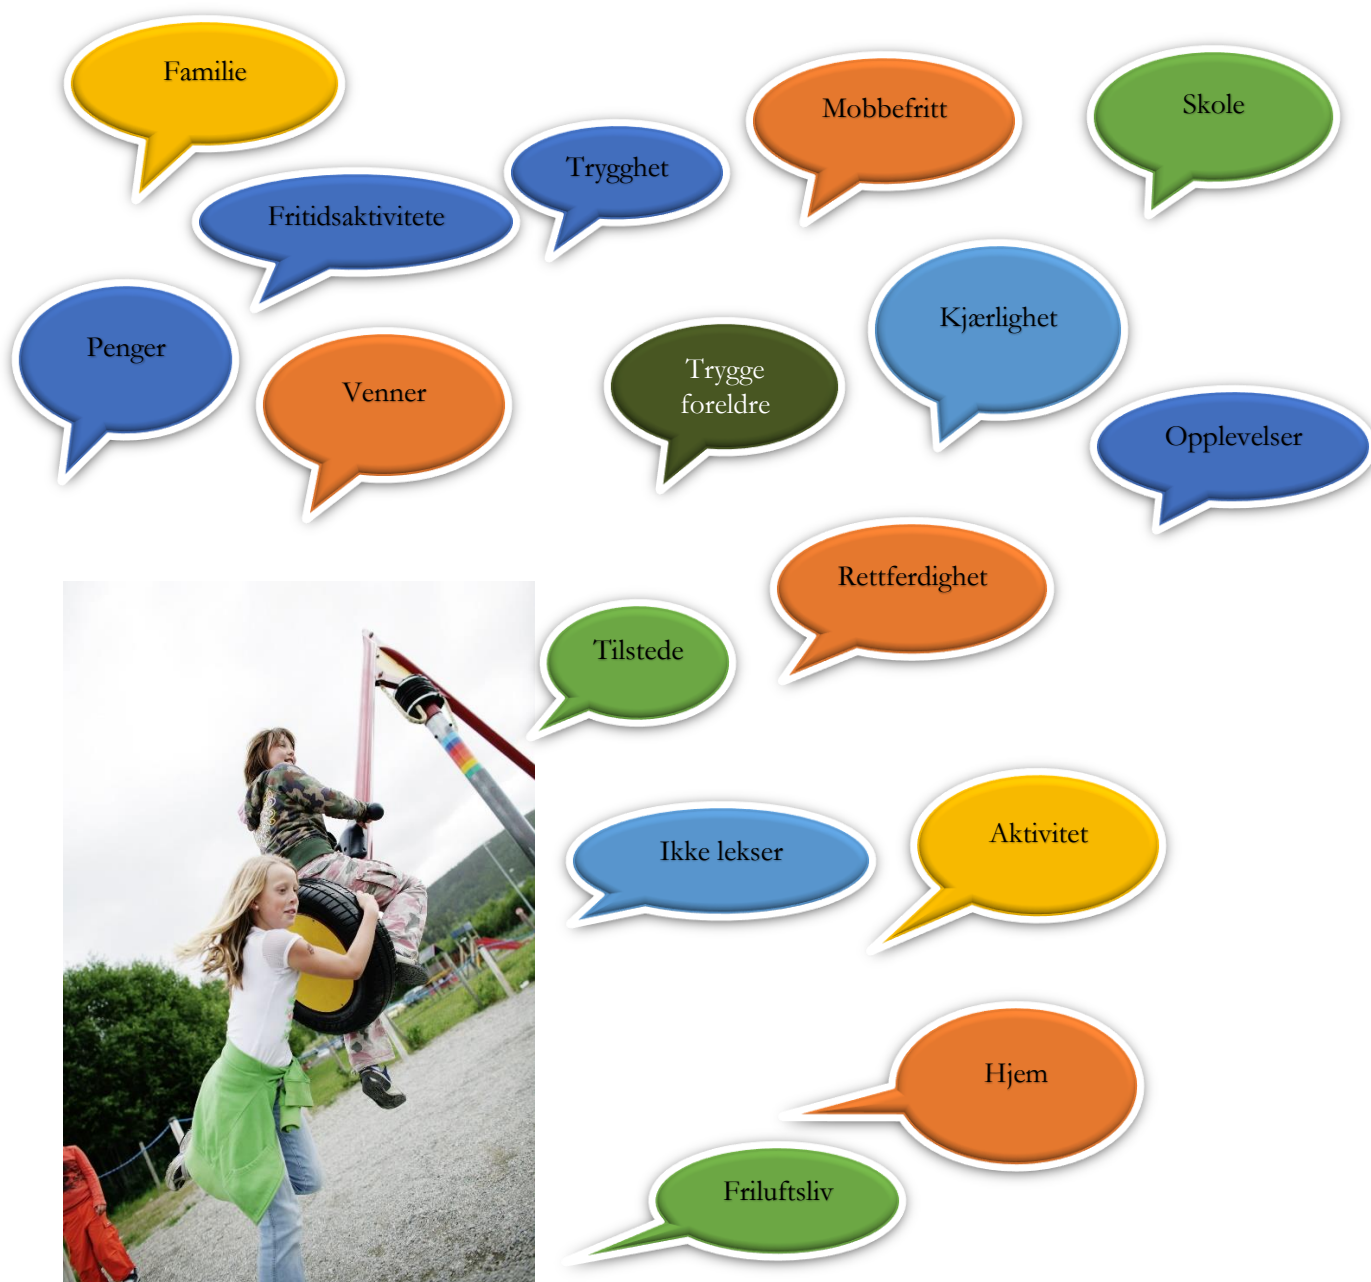 Familie
Mobbefritt
Skole
Trygghet
Fritidsaktivitete
Kjærlighet
Penger
Venner
Trygge
foreldre
Opplevelser
Rettferdighet
Tilstede
Ikke lekser
Aktivitet
Hjem
Friluftsliv